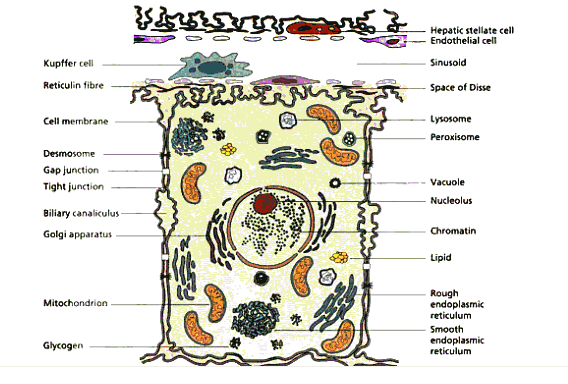 Hepatic stellate cell
Endothelial cell
Kupffer cell
Sinusoid
Reticulin fibre
Space of Disse
Cell membrane
Lysosome
Peroxisome
Desmosome
Gap junction
Tight junction
Vacuole
Nucleolus
Biliary canaliculus
Golgi apparatus
Chromatin
Lipid
Mitochondrion
Rough
endoplasmic
reticulum
Smooth
endoplasmic
reticulum
Glycogen